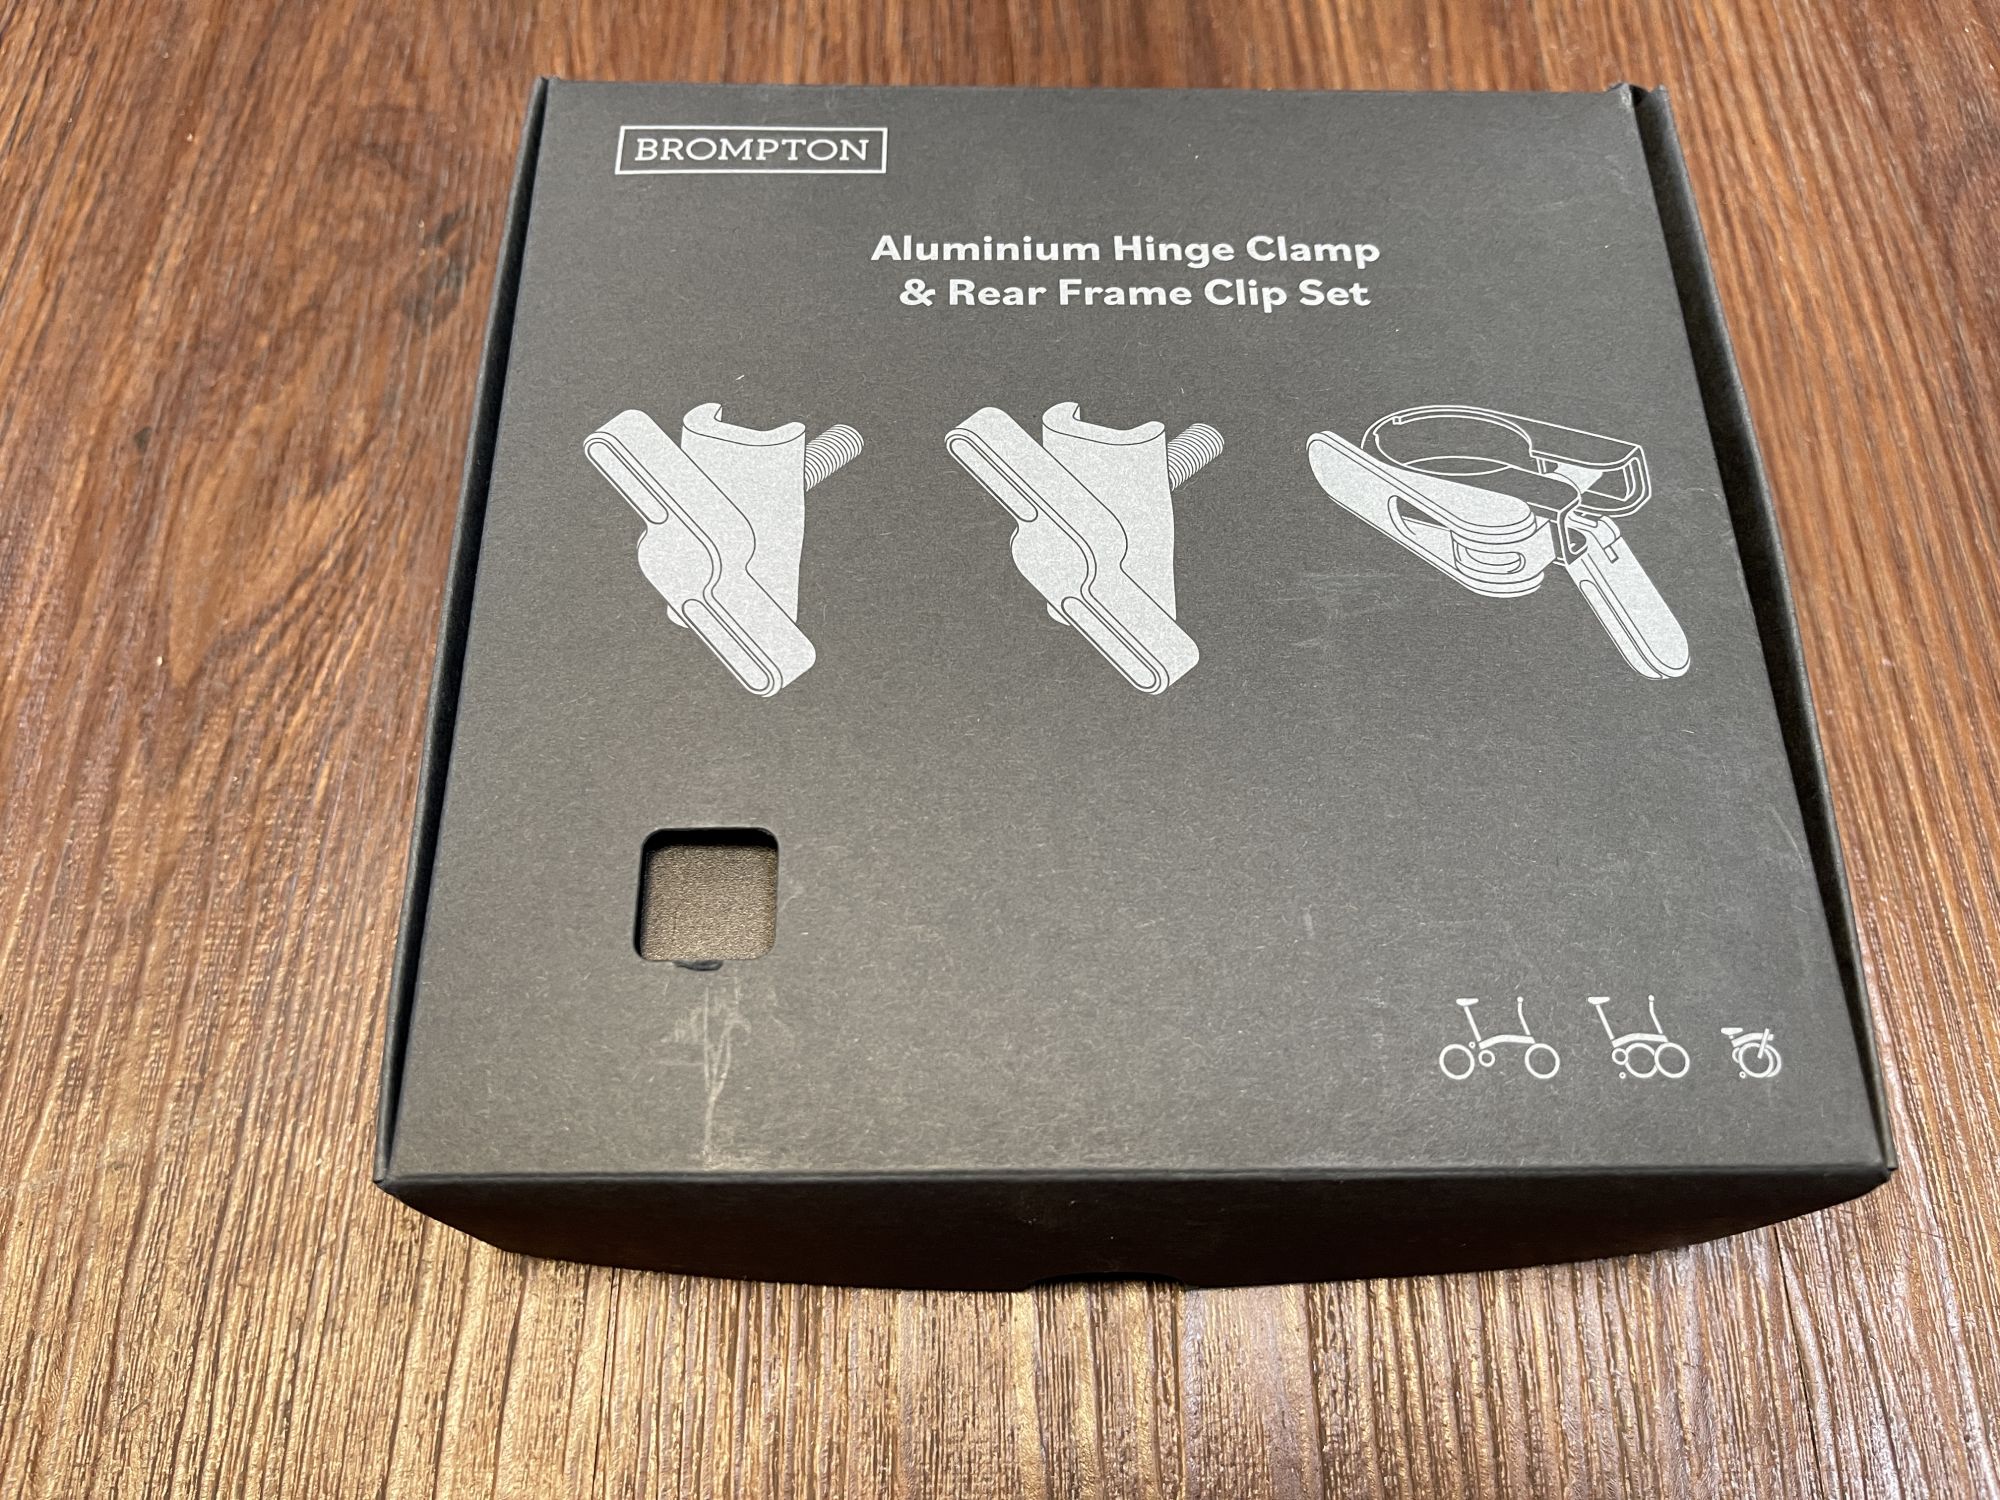 BROMPTON
Aluminium Hinge Clamp
& Rear Frame Clip Set